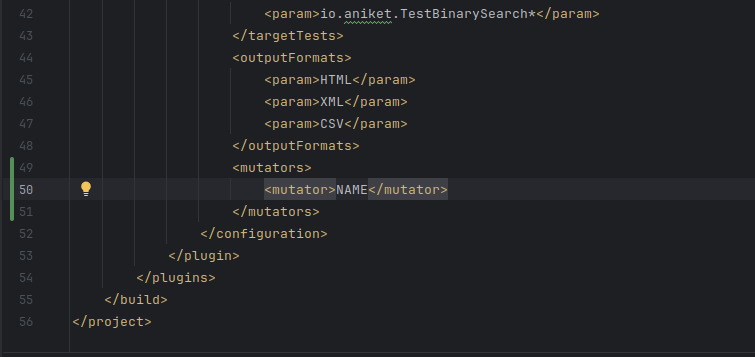 42 <param>io.aniket.TestBinarySearch*</param>
43 </targetTests>
44 <outputFormats>
45 <param>HTML</param>
46 <param>XML</param>
47 <param>CSV</param>
48 </outputFormats>
49 <mutators>
50 <mutator>NAME</mutator>
51 </mutators>
52 </configuration>
53 </plugin>
54 </plugins>
55 </build>
56 </project>